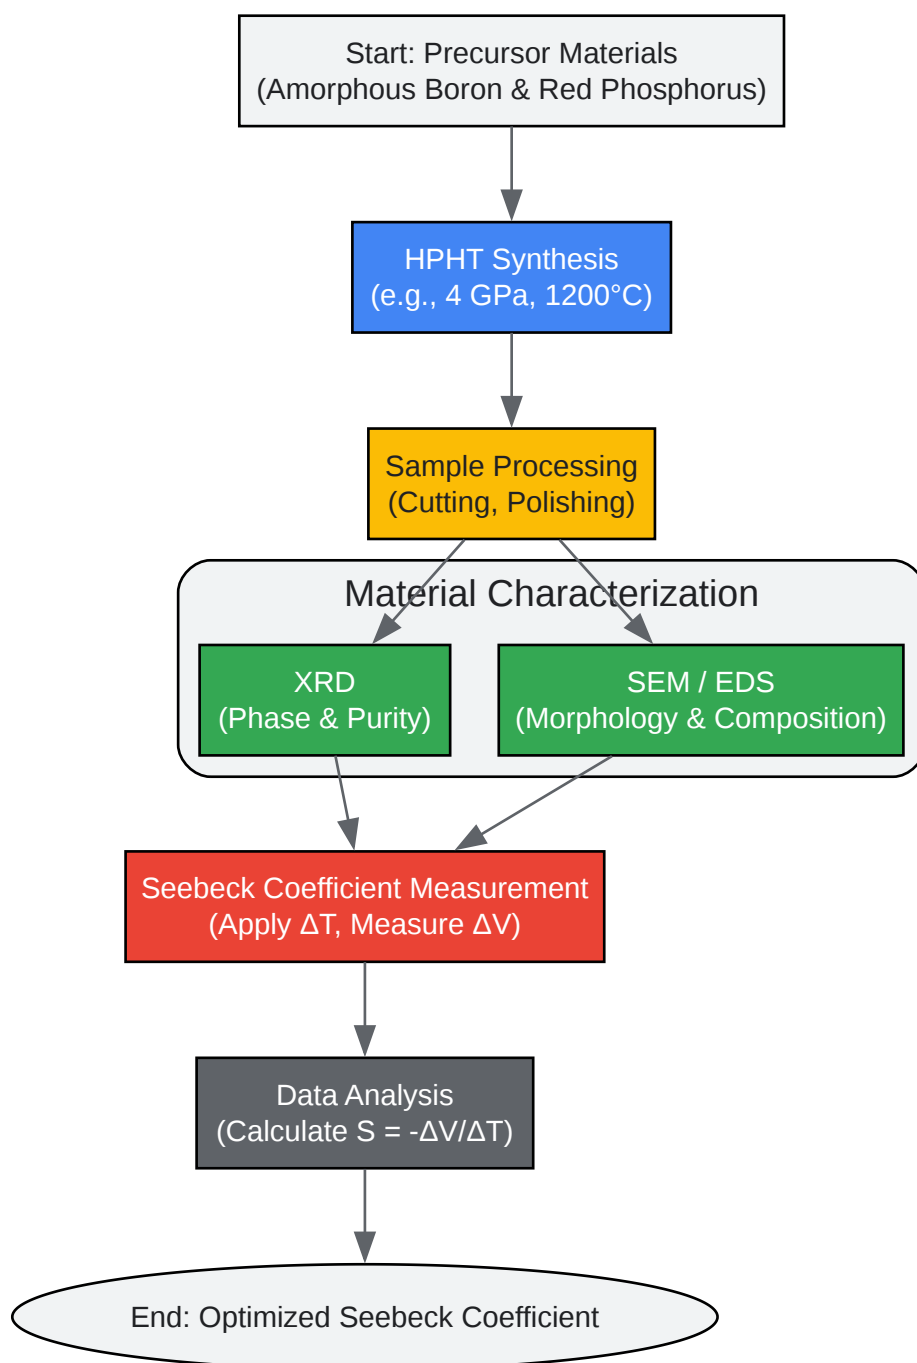 Start: Precursor Materials
(Amorphous Boron & Red Phosphorus)
HPHT Synthesis
(e.g., 4 GPa, 1200°C)
Sample Processing
(Cutting, Polishing)
Material Characterization
XRD
(Phase & Purity)
SEM / EDS
(Morphology & Composition)
Seebeck Coefficient Measurement
(Apply ΔT, Measure ΔV)
Data Analysis
(Calculate S = -ΔV/ΔT)
End: Optimized Seebeck Coefficient